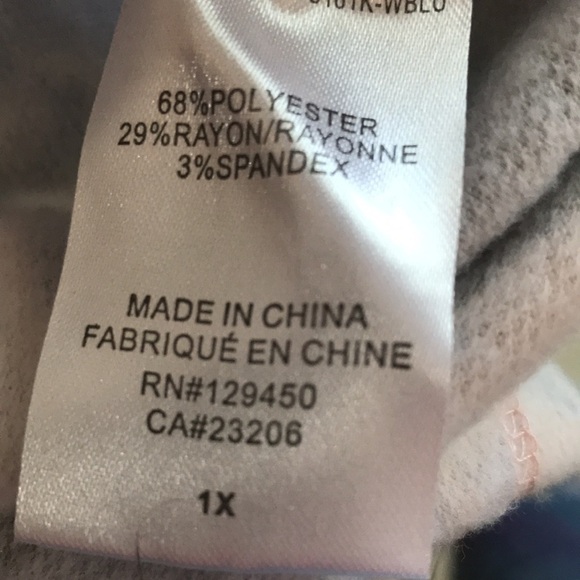 68%POLYESTER
29%RAYON/RAYONNE
3%SPANDEX
MADE IN CHINA
FABRIQUÉ EN CHINE
RN#129450
CA#23206
1X